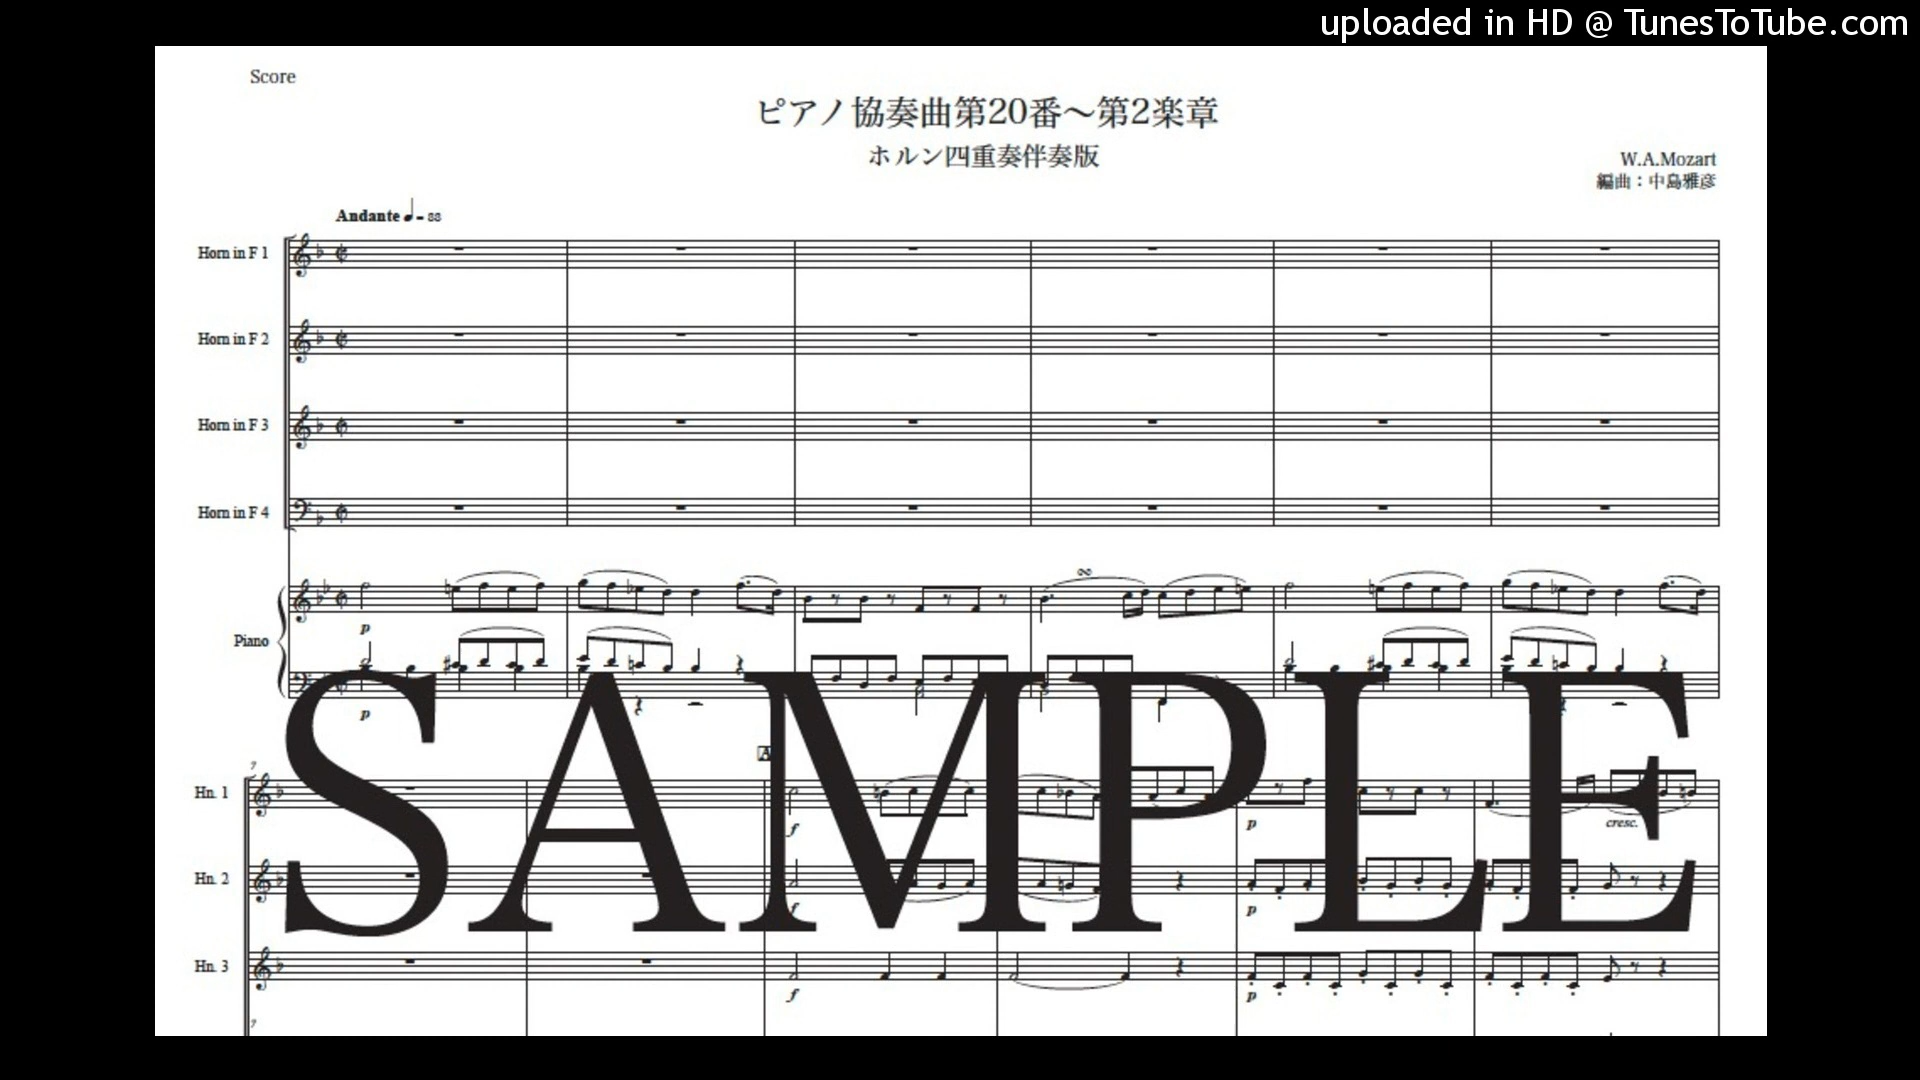 uploaded in HD @ TunesToTube.com
Score
ピアノ協奏曲第20番～第2楽章
ホルン四重奏伴奏版
W.A.Mozart
編曲：中島雅彦
Andante ♩= 88
Horn in F 1
Horn in F 2
Horn in F 3
Horn in F 4
Piano
p
p
SAMPLE
A
7
Hn. 1
f
p
cresc.
Hn. 2
f
p
Hn. 3
f
p
7